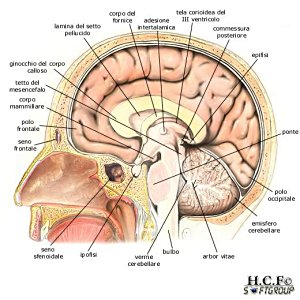 corpo del
fornice
adesione
intertalamica
tela corioidea del
III ventricolo
lamina del setto
pellucido
commessura
posteriore
epifisi
ginocchio del corpo
calloso
tetto del
mesencefalo
corpo
mammillare
polo
frontale
seno
frontale
ponte
polo
occipitale
emisfero
cerebellare
seno
sfenoidale
ipofisi
verme
cerebellare
bulbo
arbor vitae
H.C.F©
SOFTGROUP